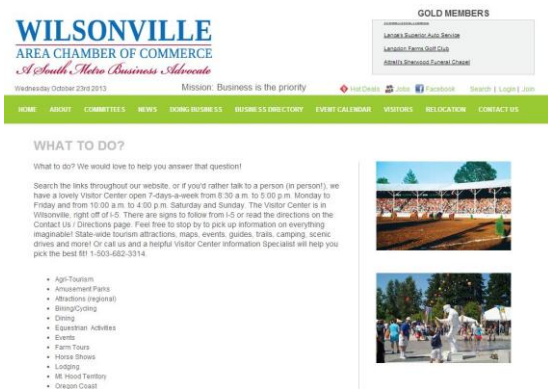 WILSONVILLE
AREA CHAMBER OF COMMERCE
A South Metro Business Advocate
GOLD MEMBERS
Lange's Superior Auto Service
Langdon Farms Golf Club
Attrell's Sherwood Funeral Chapel
Wednesday October 23rd 2013
Mission: Business is the priority
Hot Deals Jobs Facebook Search | Login | Join
HOME ABOUT COMMITTEES NEWS DOING BUSINESS BUSINESS DIRECTORY EVENT CALENDAR VISITORS RELOCATION CONTACT US
WHAT TO DO?
What to do? We would love to help you answer that question!
Search the links throughout our website, or if you'd rather talk to a person (in person!), we
have a lovely Visitor Center open 7-days-a-week from 8:30 a.m. to 5:00 p.m. Monday to
Friday and from 10:00 a.m. to 4:00 p.m. Saturday and Sunday. The Visitor Center is in
Wilsonville, right off of I-5. There are signs to follow from I-5 or read the directions on the
Contact Us / Directions page. Feel free to stop by to pick up information on everything
imaginable! State-wide tourism attractions, maps, events, guides, trails, camping, scenic
drives and more! Or call us and a helpful Visitor Center Information Specialist will help you
pick the best fit! 1-503-682-3314.
Agri-Tourism
Amusement Parks
Attractions (regional)
Biking/Cycling
Dining
Equestrian Activities
Events
Farm Tours
Horse Shows
Lodging
Mt. Hood Territory
Oregon Coast